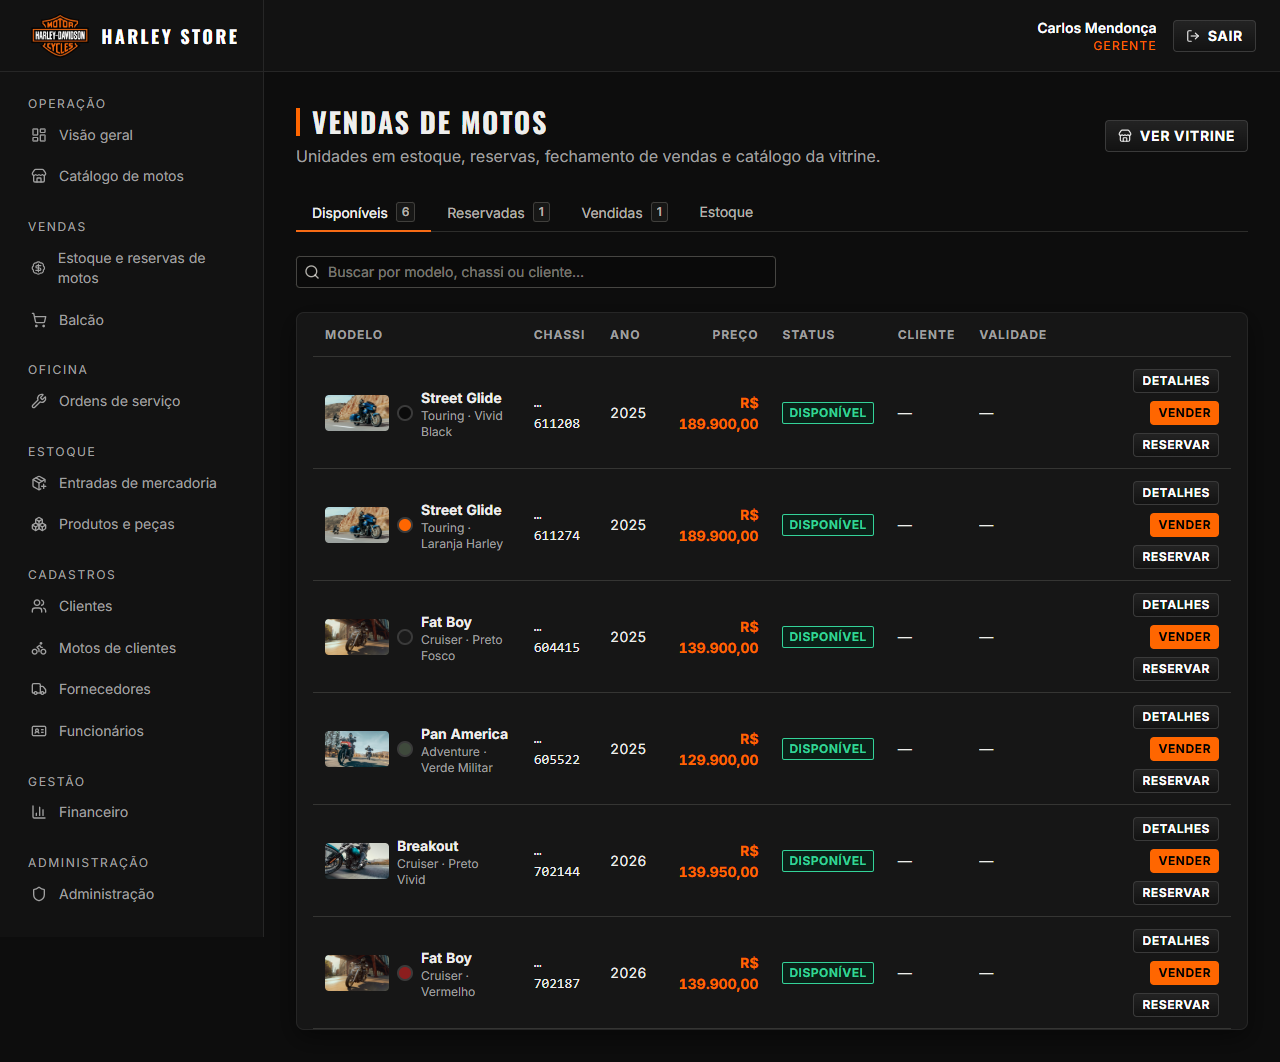 MOTOR
HARLEY-DAVIDSON
CYCLES
HARLEY STORE
Carlos Mendonça
GERENTE
SAIR
OPERAÇÃO
Visão geral
Catálogo de motos
VENDAS
Estoque e reservas de
motos
Balcão
OFICINA
Ordens de serviço
ESTOQUE
Entradas de mercadoria
Produtos e peças
CADASTROS
Clientes
Motos de clientes
Fornecedores
Funcionários
GESTÃO
Financeiro
ADMINISTRAÇÃO
Administração
VENDAS DE MOTOS
Unidades em estoque, reservas, fechamento de vendas e catálogo da vitrine.
VER VITRINE
Disponíveis 6 Reservadas 1 Vendidas 1 Estoque
Buscar por modelo, chassi ou cliente...
MODELO CHASSI ANO PREÇO STATUS CLIENTE VALIDADE
Street Glide
Touring · Vivid
Black
…
611208
2025
R$
189.900,00
DISPONÍVEL
—
—
DETALHES
VENDER
RESERVAR
Street Glide
Touring ·
Laranja Harley
…
611274
2025
R$
189.900,00
DISPONÍVEL
—
—
DETALHES
VENDER
RESERVAR
Fat Boy
Cruiser · Preto
Fosco
…
604415
2025
R$
139.900,00
DISPONÍVEL
—
—
DETALHES
VENDER
RESERVAR
Pan America
Adventure ·
Verde Militar
…
605522
2025
R$
129.900,00
DISPONÍVEL
—
—
DETALHES
VENDER
RESERVAR
Breakout
Cruiser · Preto
Vivid
…
702144
2026
R$
139.950,00
DISPONÍVEL
—
—
DETALHES
VENDER
RESERVAR
Fat Boy
Cruiser ·
Vermelho
…
702187
2026
R$
139.900,00
DISPONÍVEL
—
—
DETALHES
VENDER
RESERVAR